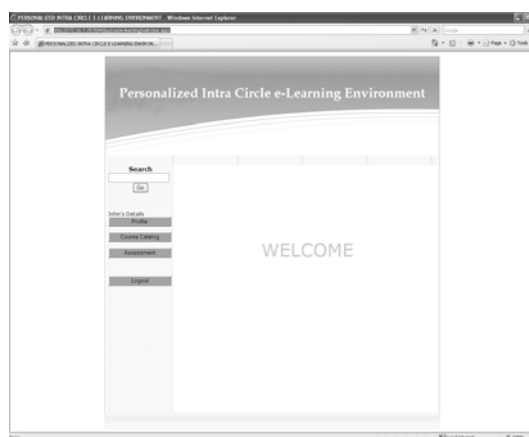 PERSONALIZED INTRA CIRCLE E-LEARNING ENVIRONMENT - Windows Internet Explorer
PERSONALIZED INTRA CIRCLE E-LEARNING ENVIRON...
Page
Personalized Intra Circle e-Learning Environment
Search
Go
John's Details
Profile
Course Catalog
Assessment
WELCOME
Logout